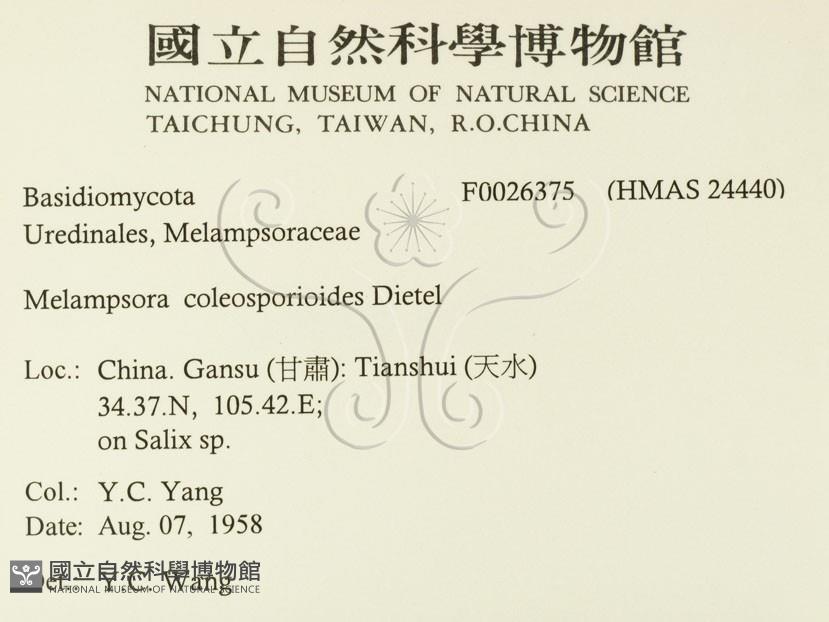 國立自然科學博物館
NATIONAL MUSEUM OF NATURAL SCIENCE
TAICHUNG, TAIWAN, R.O.CHINA
Basidiomycota F0026375 (HMAS 24440)
Uredinales, Melampsoraceae
Melampsora coleosporioides Dietel
Loc.: China. Gansu (甘肅): Tianshui (天水)
34.37.N, 105.42.E;
on Salix sp.
Col.: Y.C. Yang
Date: Aug. 07, 1958
Det.: Y.C. Wang
國立自然科學博物館
NATIONAL MUSEUM OF NATURAL SCIENCE